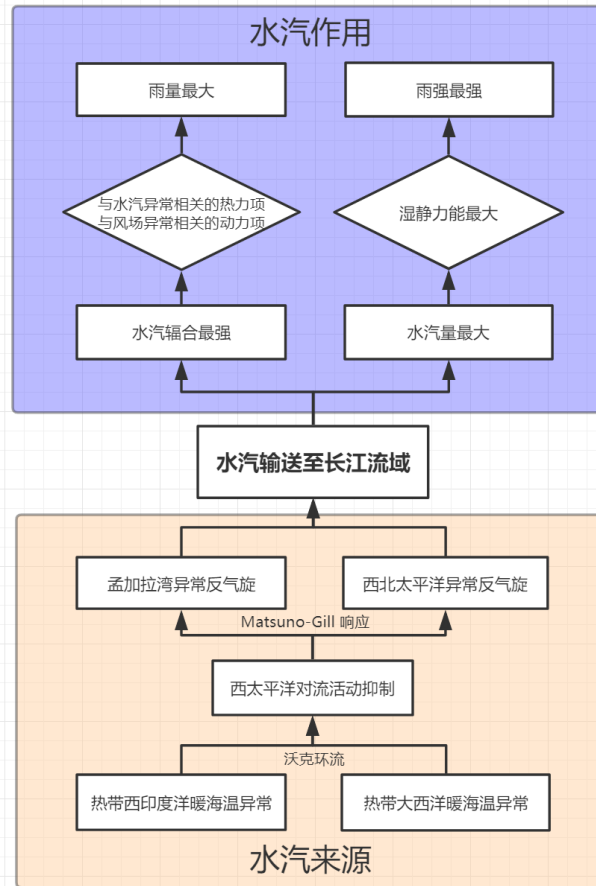 水汽作用
雨量最大
雨强最强
与水汽异常相关的热力项
与风场异常相关的动力项
湿静力能最大
水汽辐合最强
水汽量最大
水汽输送至长江流域
孟加拉湾异常反气旋
西北太平洋异常反气旋
Matsuno-Gill 响应
西太平洋对流活动抑制
沃克环流
热带西印度洋暖海温异常
热带大西洋暖海温异常
水汽来源